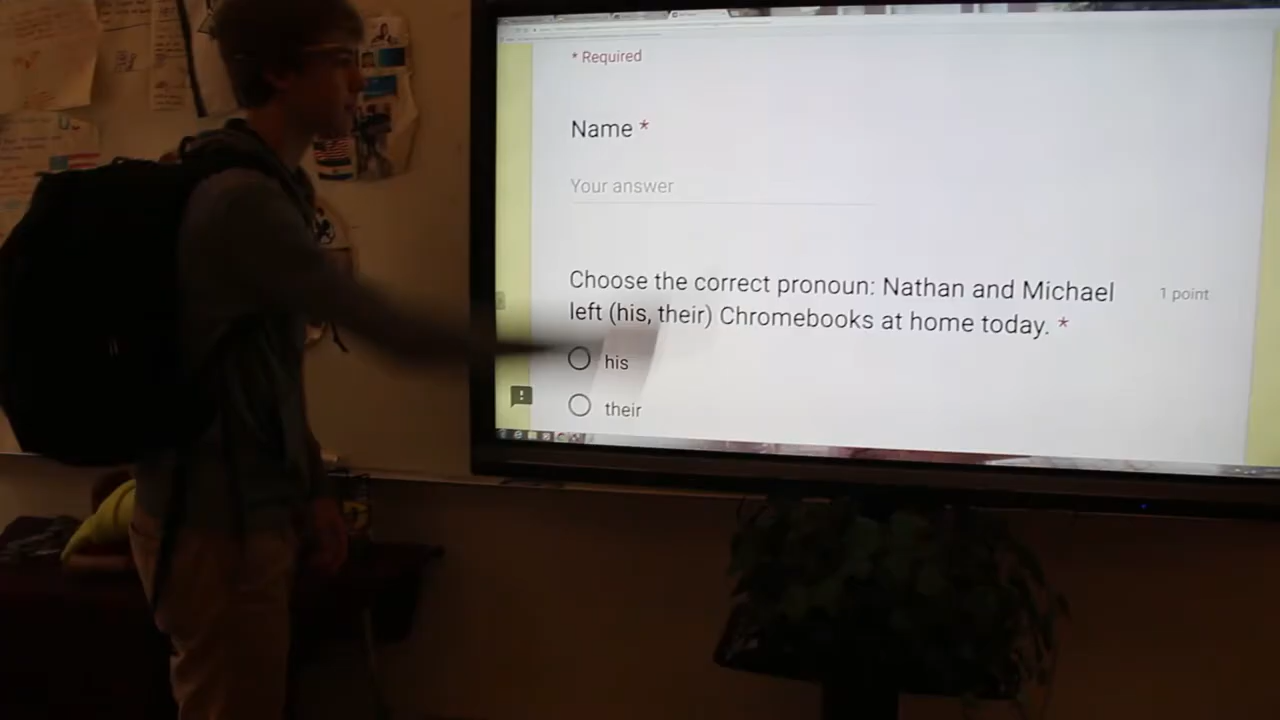 * Required
Name *
Your answer
Choose the correct pronoun: Nathan and Michael
left (his, their) Chromebooks at home today. *
1 point
his
their